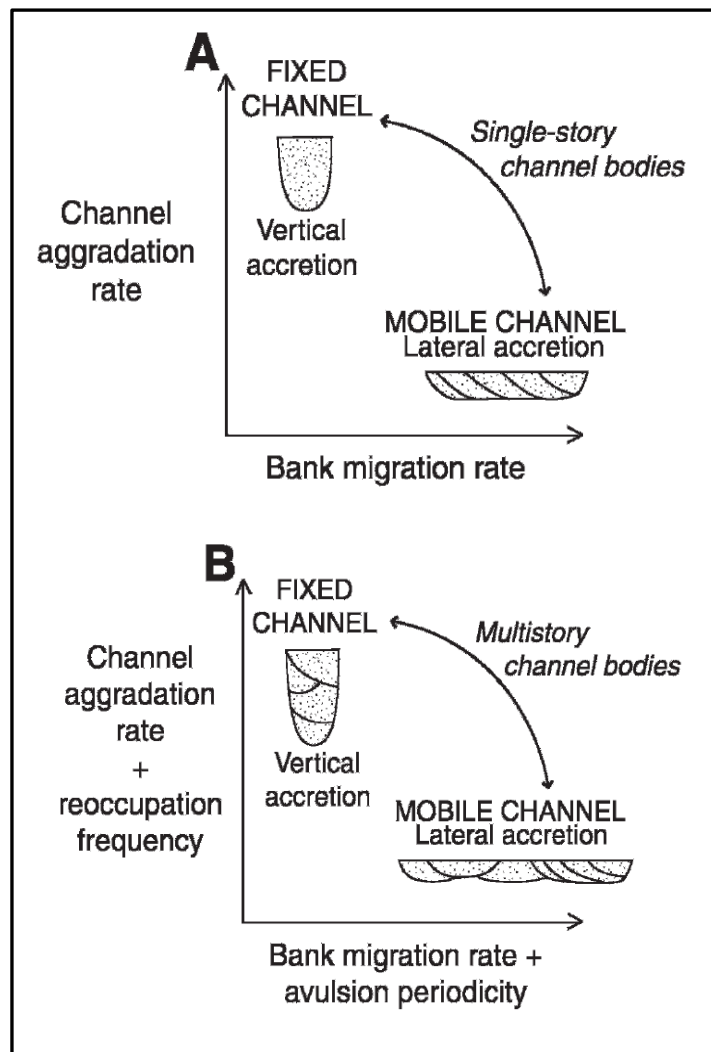 A
FIXED
CHANNEL
Single-story
channel bodies
Channel
aggradation
rate
Vertical
accretion
MOBILE CHANNEL
Lateral accretion
Bank migration rate
B
FIXED
CHANNEL
Multistory
channel bodies
Channel
aggradation
rate
+
reoccupation
frequency
Vertical
accretion
MOBILE CHANNEL
Lateral accretion
Bank migration rate +
avulsion periodicity